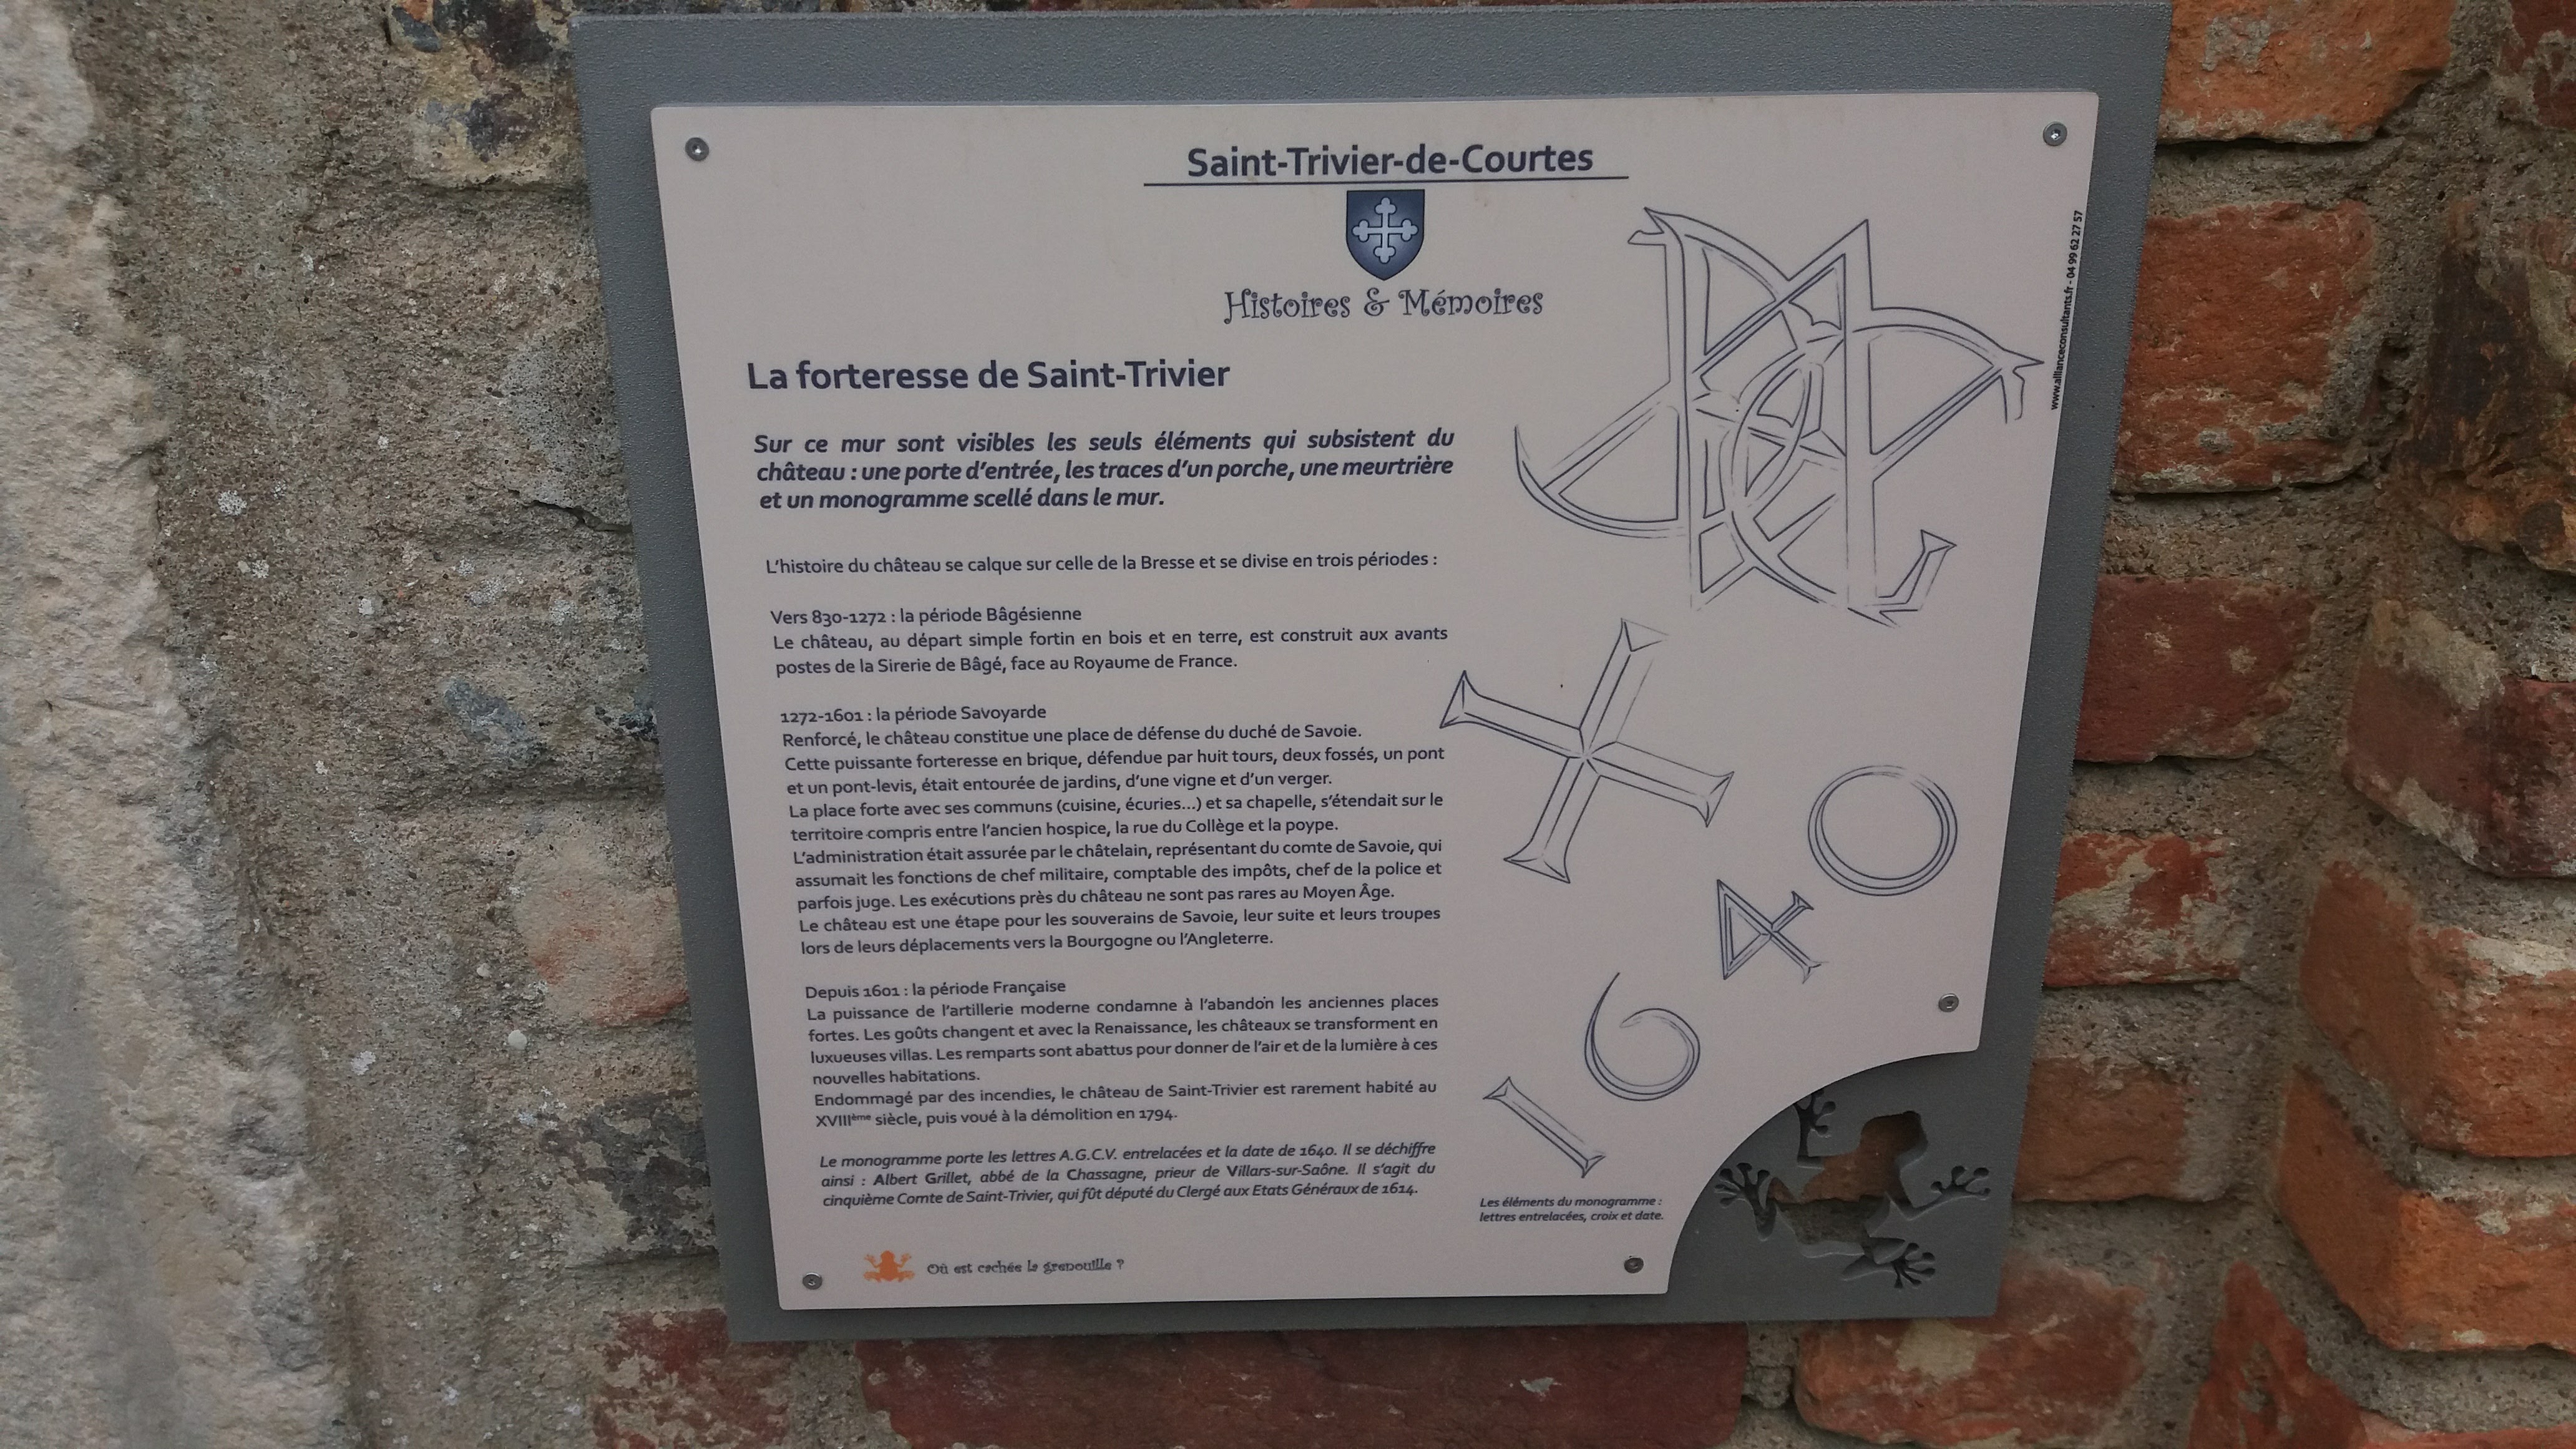 Saint-Trivier-de-Courtes
Histoires & Mémoires
www.allianceconsultants.fr - 04 99 62 27 57
La forteresse de Saint-Trivier
Sur ce mur sont visibles les seuls éléments qui subsistent du
château : une porte d'entrée, les traces d'un porche, une meurtrière
et un monogramme scellé dans le mur.
L'histoire du château se calque sur celle de la Bresse et se divise en trois périodes :
Vers 830-1272 : la période Bâgésienne
Le château, au départ simple fortin en bois et en terre, est construit aux avants
postes de la Sirerie de Bâgé, face au Royaume de France.
1272-1601 : la période Savoyarde
Renforcé, le château constitue une place de défense du duché de Savoie.
Cette puissante forteresse en brique, défendue par huit tours, deux fossés, un pont
et un pont-levis, était entourée de jardins, d'une vigne et d'un verger.
La place forte avec ses communs (cuisine, écuries...) et sa chapelle, s'étendait sur le
territoire compris entre l'ancien hospice, la rue du Collège et la poype.
L'administration était assurée par le châtelain, représentant du comte de Savoie, qui
assumait les fonctions de chef militaire, comptable des impôts, chef de la police et
parfois juge. Les exécutions près du château ne sont pas rares au Moyen Âge.
Le château est une étape pour les souverains de Savoie, leur suite et leurs troupes
lors de leurs déplacements vers la Bourgogne ou l'Angleterre.
Depuis 1601 : la période Française
La puissance de l'artillerie moderne condamne à l'abandon les anciennes places
fortes. Les goûts changent et avec la Renaissance, les châteaux se transforment en
luxueuses villas. Les remparts sont abattus pour donner de l'air et de la lumière à ces
nouvelles habitations.
Endommagé par des incendies, le château de Saint-Trivier est rarement habité au
XVIIIème siècle, puis voué à la démolition en 1794.
Le monogramme porte les lettres A.G.C.V. entrelacées et la date de 1640. Il se déchiffre
ainsi : Albert Grillet, abbé de la Chassagne, prieur de Villars-sur-Saône. Il s'agit du
cinquième Comte de Saint-Trivier, qui fût député du Clergé aux Etats Généraux de 1614.
1640
Les éléments du monogramme :
lettres entrelacées, croix et date.
Où est cachée la grenouille ?